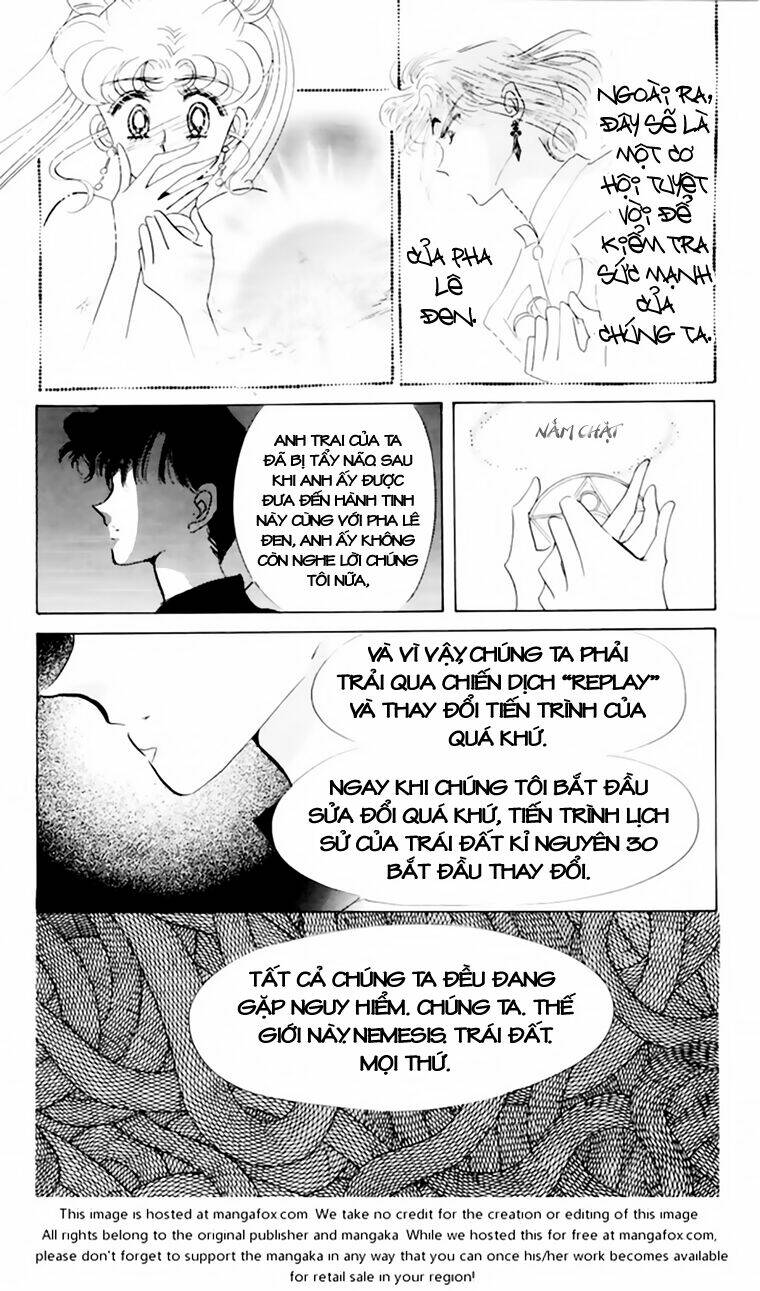 NGOÀI RA,
ĐÂY SẼ LÀ
MỘT CƠ
HỘI TUYỆT
VỜI ĐỂ
KIỂM TRA
SỨC MẠNH
CỦA
CHÚNG TA.
CỦA PHA
LÊ
ĐEN.
ANH TRAI CỦA TA
ĐÃ BỊ TẨY NÃO. SAU
KHI ANH ẤY ĐƯỢC
ĐƯA ĐẾN HÀNH TINH
NÀY CÙNG VỚI PHA LÊ
ĐEN, ANH ẤY KHÔNG
CÒN NGHE LỜI CHÚNG
TÔI NỮA,
NẮM CHẶT
VÀ VÌ VẬY, CHÚNG TA PHẢI
TRẢI QUA CHIẾN DỊCH “REPLAY”
VÀ THAY ĐỔI TIẾN TRÌNH CỦA
QUÁ KHỨ.
NGAY KHI CHÚNG TÔI BẮT ĐẦU
SỬA ĐỔI QUÁ KHỨ, TIẾN TRÌNH LỊCH
SỬ CỦA TRÁI ĐẤT KỈ NGUYÊN 30
BẮT ĐẦU THAY ĐỔI.
TẤT CẢ CHÚNG TA ĐỀU ĐANG
GẶP NGUY HIỂM. CHÚNG TA. THẾ
GIỚI NÀY. NEMESIS. TRÁI ĐẤT.
MỌI THỨ.
This image is hosted at mangafox.com We take no credit for the creation or editing of this image
All rights belong to the original publisher and mangaka While we hosted this for free at mangafox.com,
please don't forget to support the mangaka in any way that you can once his/her work becomes available
for retail sale in your region!